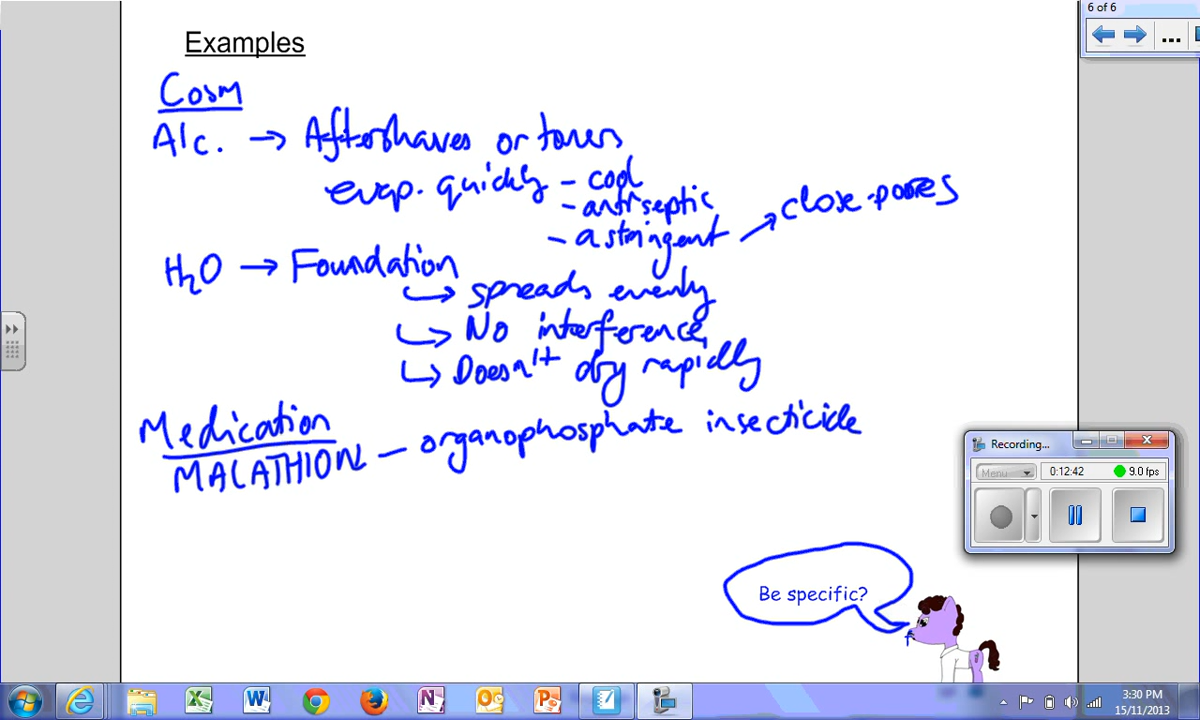 6 of 6
Examples
Cosm
Alc. → Aftershaves or toners
evap. quickly - cool
- antiseptic
- astringent → close pores
H₂O → Foundation
↳ spreads evenly
↳ No interference
↳ Doesn't dry rapidly
Medication
MALATHION - organophosphate insecticide
Recording...
Menu
0:12:42
9.0 fps
Be specific?
3:30 PM
15/11/2013